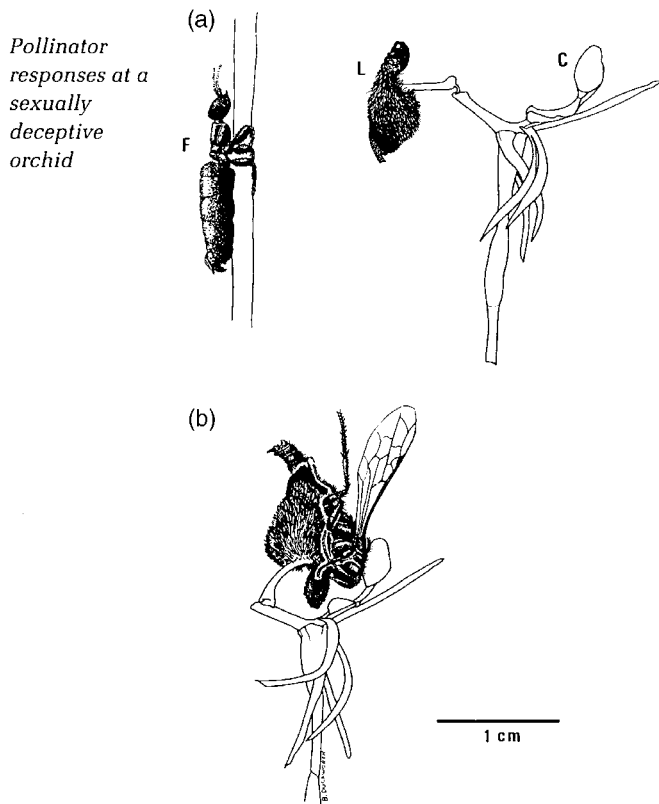 Pollinator
responses at a
sexually
deceptive
orchid
(a)
F
L
C
(b)
1 cm